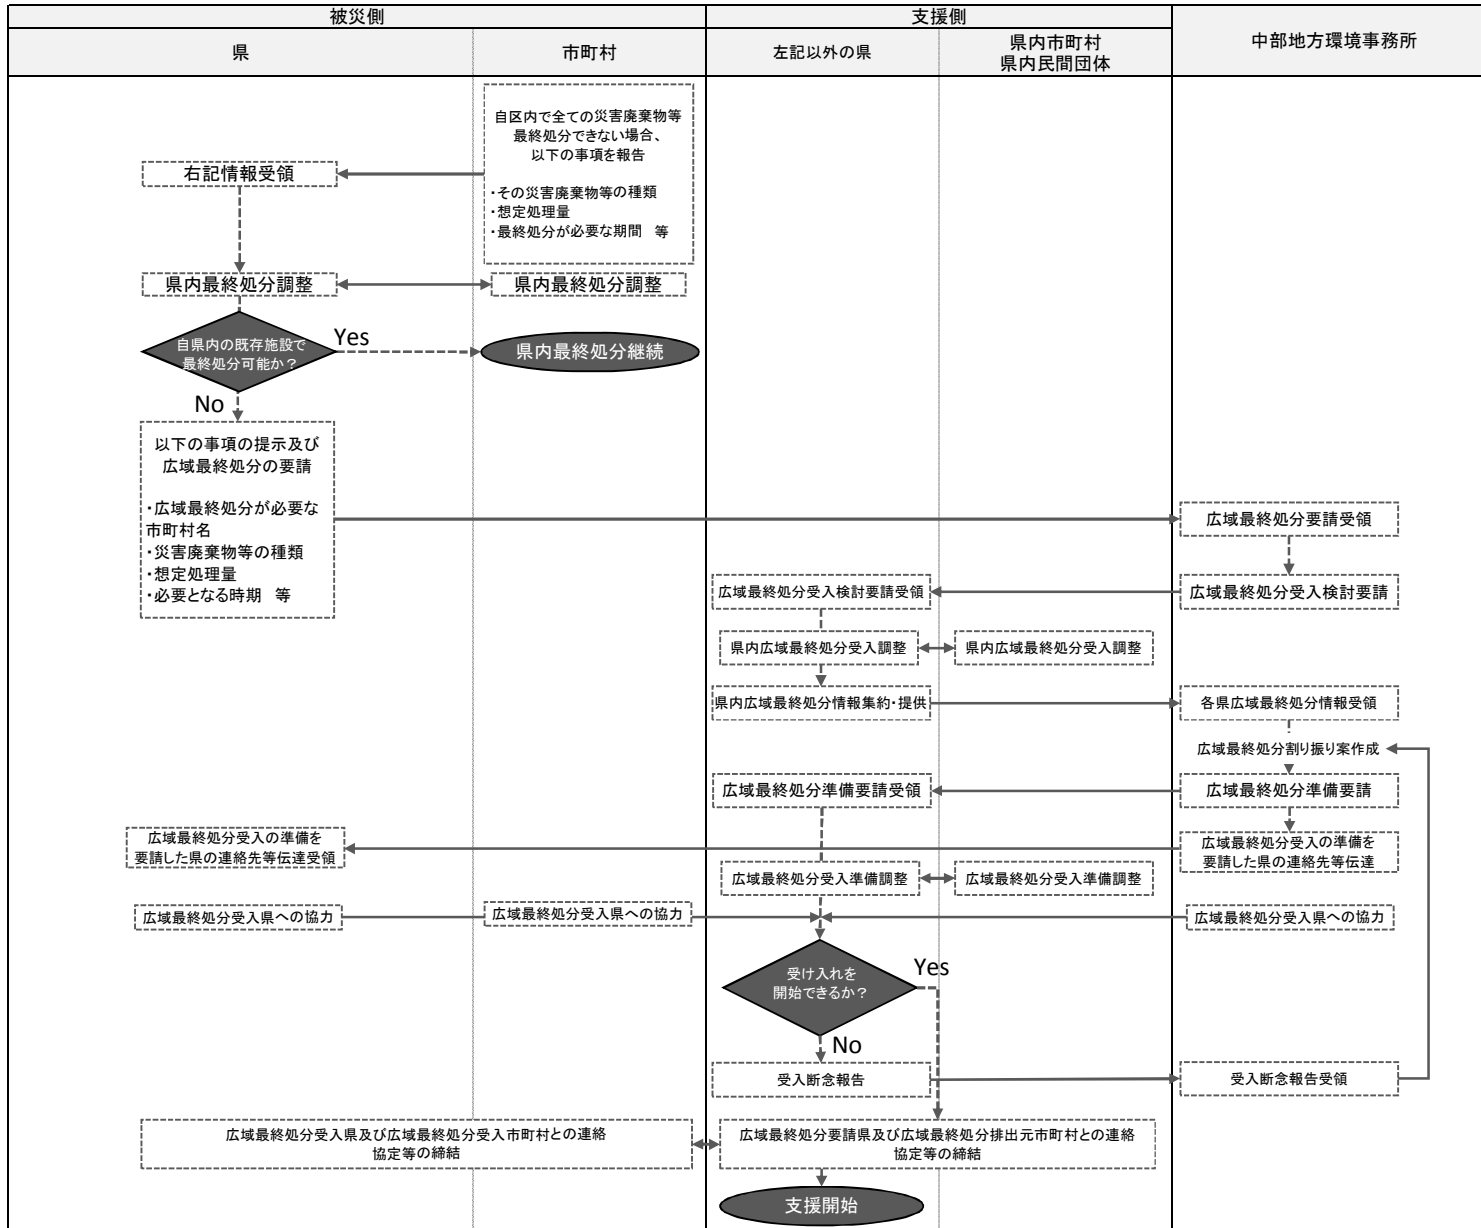 被災側
支援側
中部地方環境事務所
県
市町村
左記以外の県
県内市町村
県内民間団体
自区内で全ての災害廃棄物等
最終処分できない場合、
以下の事項を報告
・その災害廃棄物等の種類
・想定処理量
・最終処分が必要な期間　等
右記情報受領
県内最終処分調整
県内最終処分調整
自県内の既存施設で
最終処分可能か？
Yes
県内最終処分継続
No
以下の事項の提示及び
広域最終処分の要請
・広域最終処分が必要な
市町村名
・災害廃棄物等の種類
・想定処理量
・必要となる時期　等
広域最終処分要請受領
広域最終処分受入検討要請受領
広域最終処分受入検討要請
県内広域最終処分受入調整
県内広域最終処分受入調整
県内広域最終処分情報集約・提供
各県広域最終処分情報受領
広域最終処分割り振り案作成
広域最終処分準備要請受領
広域最終処分準備要請
広域最終処分受入の準備を
要請した県の連絡先等伝達受領
広域最終処分受入の準備を
要請した県の連絡先等伝達
広域最終処分受入準備調整
広域最終処分受入準備調整
広域最終処分受入県への協力
広域最終処分受入県への協力
広域最終処分受入県への協力
受け入れを
開始できるか？
Yes
No
受入断念報告
受入断念報告受領
広域最終処分受入県及び広域最終処分受入市町村との連絡
協定等の締結
広域最終処分要請県及び広域最終処分排出元市町村との連絡
協定等の締結
支援開始